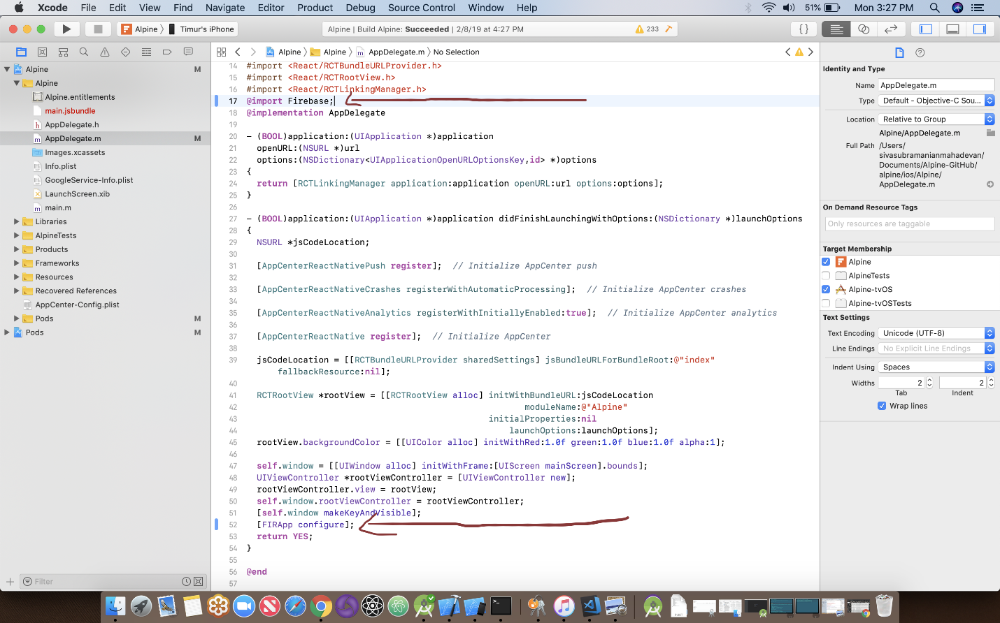 Xcode File Edit View Find Navigate Editor Product Debug Source Control Window Help 51% Mon 3:27 PM
Alpine Timur's iPhone Alpine | Build Alpine: Succeeded | 2/8/19 at 4:27 PM 233 {}
Alpine Alpine AppDelegate.m No Selection
Alpine M
Alpine
Alpine.entitlements
main.jsbundle
h AppDelegate.h
m AppDelegate.m M
Images.xcassets
Info.plist
GoogleService-Info.plist
LaunchScreen.xib
m main.m
Libraries
AlpineTests
Products
Frameworks
Resources
Recovered References
AppCenter-Config.plist
Pods M
Pods M
Filter
14 #import <React/RCTBundleURLProvider.h>
15 #import <React/RCTRootView.h>
16 #import <React/RCTLinkingManager.h>
17 @import Firebase;
18 @implementation AppDelegate
19
20 - (BOOL)application:(UIApplication *)application
21 openURL:(NSURL *)url
22 options:(NSDictionary<UIApplicationOpenURLOptionsKey,id> *)options
23 {
24 return [RCTLinkingManager application:application openURL:url options:options];
25 }
26
27 - (BOOL)application:(UIApplication *)application didFinishLaunchingWithOptions:(NSDictionary *)launchOptions
28 {
29 NSURL *jsCodeLocation;
30
31 [AppCenterReactNativePush register]; // Initialize AppCenter push
32
33 [AppCenterReactNativeCrashes registerWithAutomaticProcessing]; // Initialize AppCenter crashes
34
35 [AppCenterReactNativeAnalytics registerWithInitiallyEnabled:true]; // Initialize AppCenter analytics
36
37 [AppCenterReactNative register]; // Initialize AppCenter
38
39 jsCodeLocation = [[RCTBundleURLProvider sharedSettings] jsBundleURLForBundleRoot:@"index"
fallbackResource:nil];
40
41 RCTRootView *rootView = [[RCTRootView alloc] initWithBundleURL:jsCodeLocation
42 moduleName:@"Alpine"
43 initialProperties:nil
44 launchOptions:launchOptions];
45 rootView.backgroundColor = [[UIColor alloc] initWithRed:1.0f green:1.0f blue:1.0f alpha:1];
46
47 self.window = [[UIWindow alloc] initWithFrame:[UIScreen mainScreen].bounds];
48 UIViewController *rootViewController = [UIViewController new];
49 rootViewController.view = rootView;
50 self.window.rootViewController = rootViewController;
51 [self.window makeKeyAndVisible];
52 [FIRApp configure];
53 return YES;
54 }
55
56 @end
57
Identity and Type
Name AppDelegate.m
Type Default - Objective-C Sou...
Location Relative to Group
Alpine/AppDelegate.m
Full Path /Users/
sivasubramanianmahadevan/
Documents/Alpine-GitHub/
alpine/ios/Alpine/
AppDelegate.m
On Demand Resource Tags
Only resources are taggable
Target Membership
Alpine
AlpineTests
Alpine-tvOS
Alpine-tvOSTests
Text Settings
Text Encoding Unicode (UTF-8)
Line Endings No Explicit Line Endings
Indent Using Spaces
Widths 2 2
Tab Indent
Wrap lines